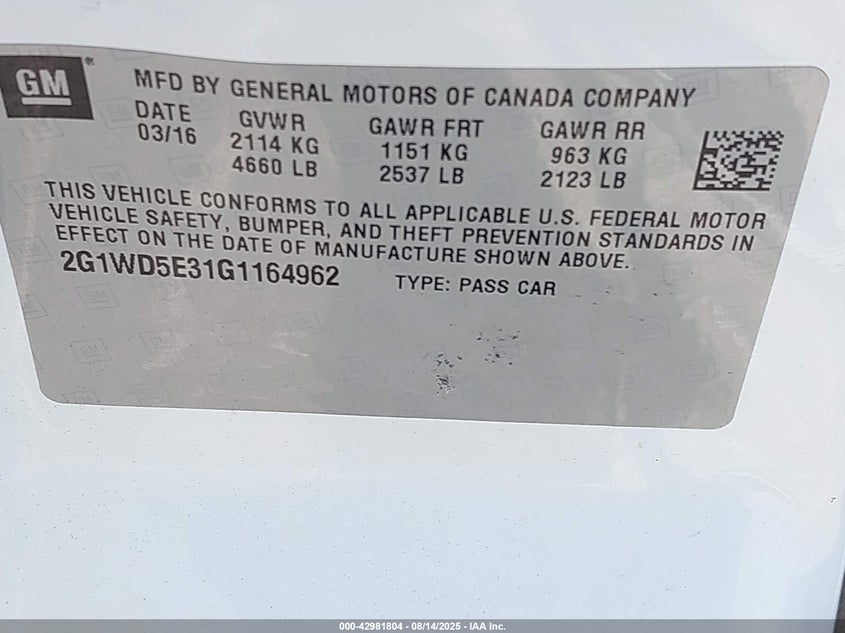 GM
MFD BY GENERAL MOTORS OF CANADA COMPANY
DATE GVWR GAWR FRT GAWR RR
03/16 2114 KG 1151 KG 963 KG
4660 LB 2537 LB 2123 LB
THIS VEHICLE CONFORMS TO ALL APPLICABLE U.S. FEDERAL MOTOR
VEHICLE SAFETY, BUMPER, AND THEFT PREVENTION STANDARDS IN
EFFECT ON THE DATE OF MANUFACTURE SHOWN ABOVE.
2G1WD5E31G1164962 TYPE: PASS CAR
000-42981804 - 08/14/2025 - IAA Inc.